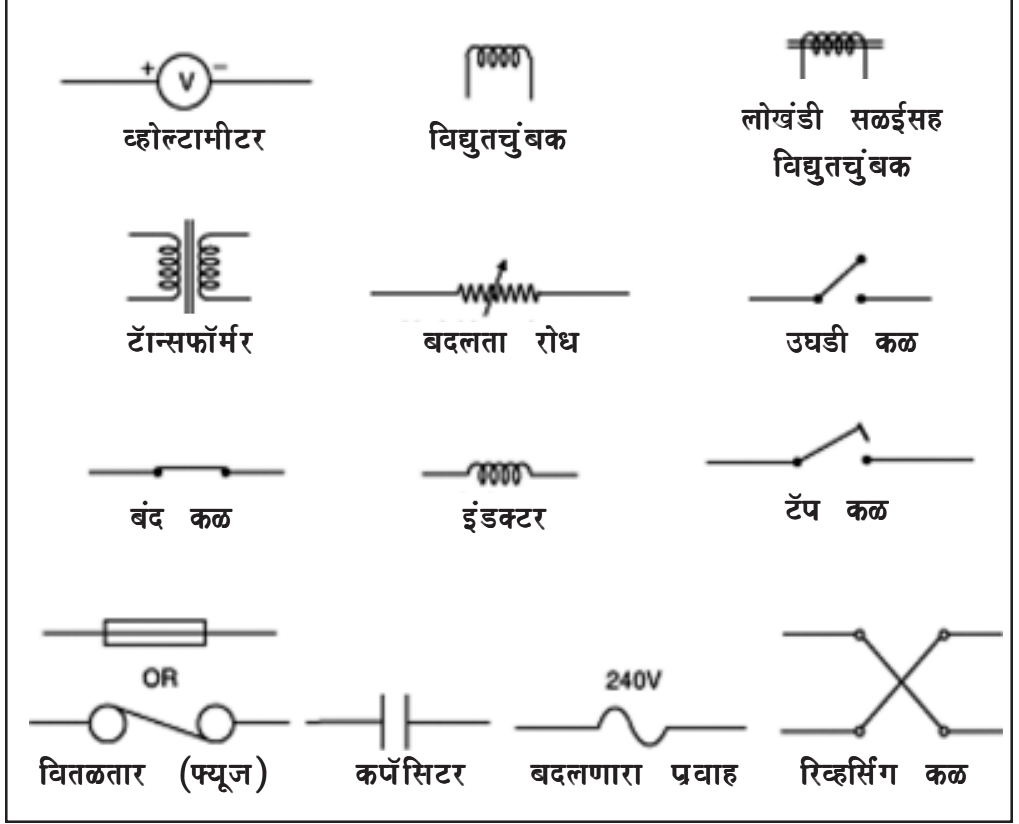 + V −
व्होल्टामीटर
विद्युतचुंबक
लोखंडी सळईसह
विद्युतचुंबक
टॅान्सफॉर्मर
बदलता रोध
उघडी कळ
बंद कळ
इंडक्टर
टॅप कळ
OR
वितळतार (फ्यूज)
कपॅसिटर
240V
बदलणारा प्रवाह
रिव्हर्सिंग कळ